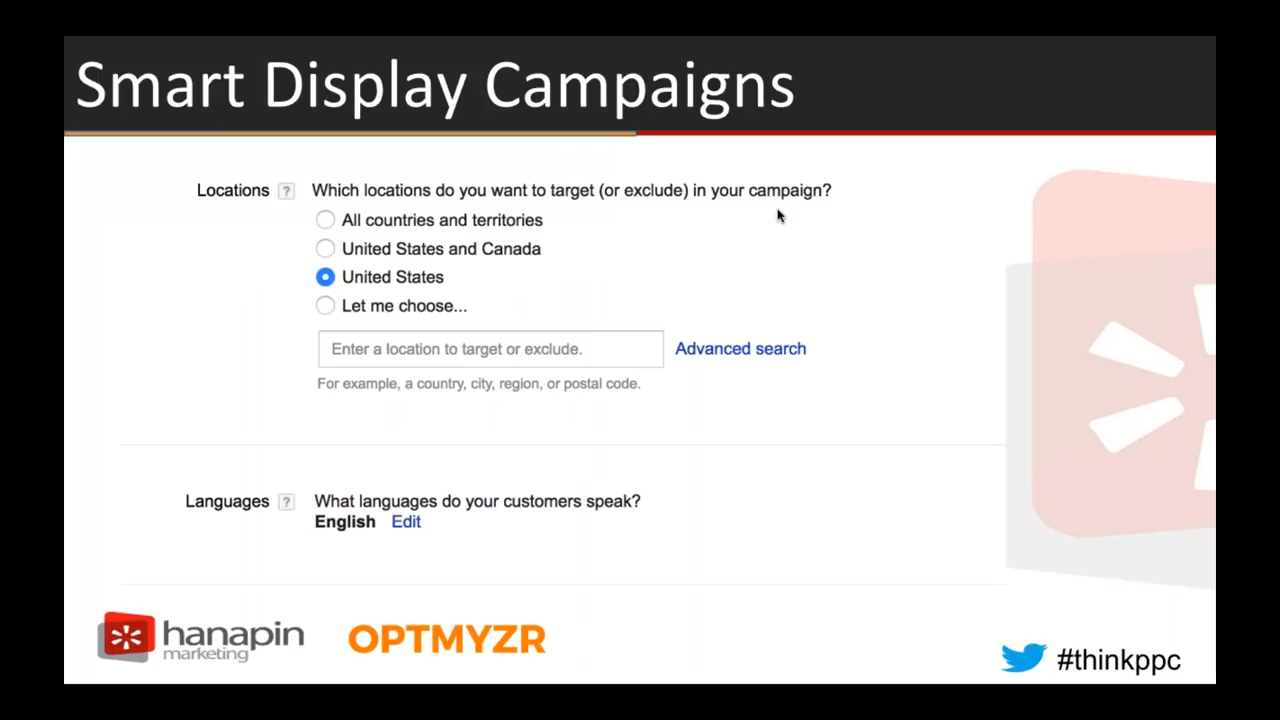 Smart Display Campaigns
Locations ? Which locations do you want to target (or exclude) in your campaign?
All countries and territories
United States and Canada
United States
Let me choose...
Enter a location to target or exclude. Advanced search
For example, a country, city, region, or postal code.
Languages ? What languages do your customers speak?
English Edit
hanapin
marketing
OPTMYZR
#thinkppc